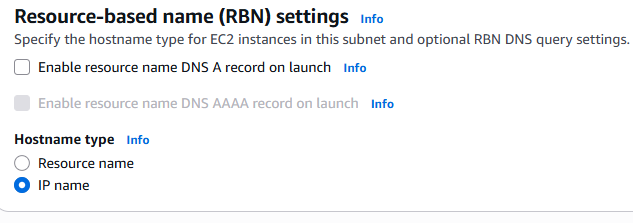 Resource-based name (RBN) settings Info
Specify the hostname type for EC2 instances in this subnet and optional RBN DNS query settings.
Enable resource name DNS A record on launch Info
Enable resource name DNS AAAA record on launch Info
Hostname type Info
Resource name
IP name